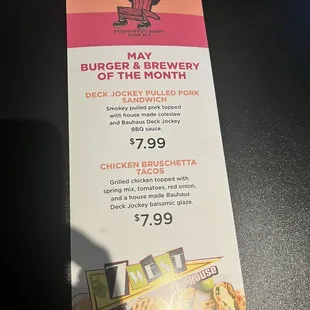 MAY
BURGER & BREWERY
OF THE MONTH
DECK JOCKEY PULLED PORK
SANDWICH
Smokey pulled pork topped
with house made coleslaw
and Bauhaus Deck Jockey
BBQ sauce.
$7.99
CHICKEN BRUSCHETTA
TACOS
Grilled chicken topped with
spring mix, tomatoes, red onion,
and a house made Bauhaus
Deck Jockey balsamic glaze.
$7.99